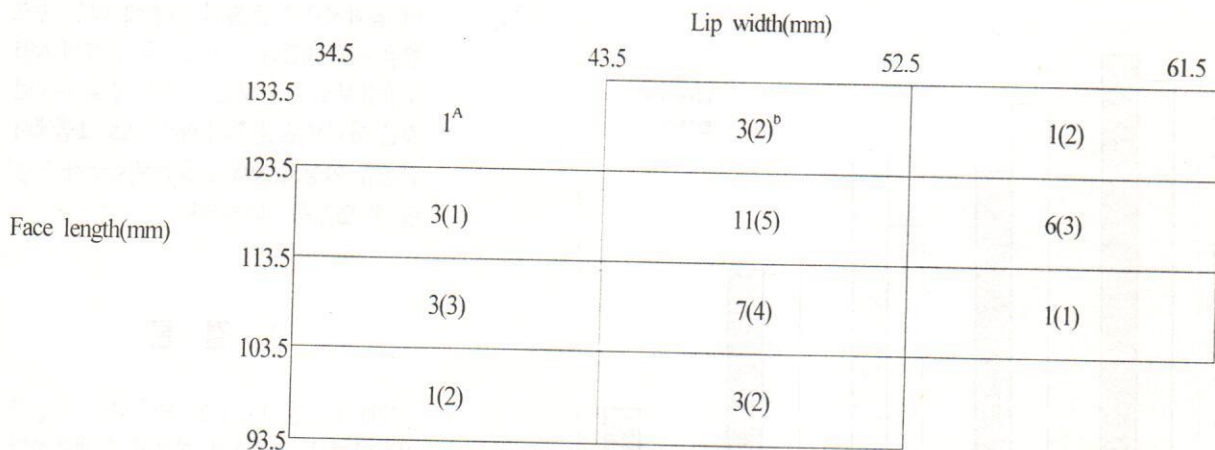 Lip width(mm)
34.5 43.5 52.5 61.5
133.5
1ᴬ 3(2)ᵇ 1(2)
123.5
3(1) 11(5) 6(3)
Face length(mm)
113.5
3(3) 7(4) 1(1)
103.5
1(2) 3(2)
93.5